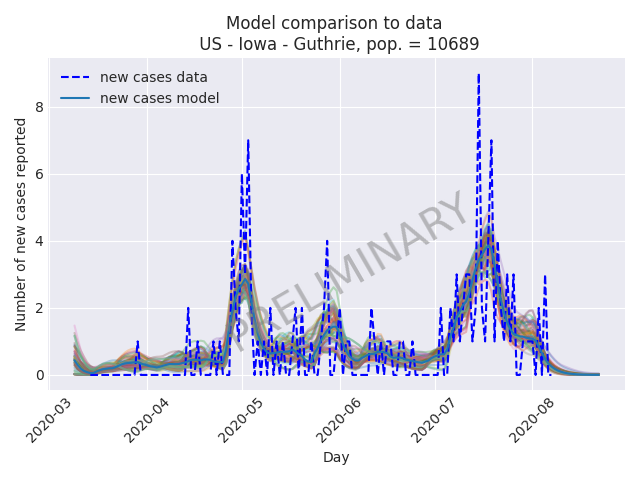 Model comparison to data
US - Iowa - Guthrie, pop. = 10689
new cases data
new cases model
PRELIMINARY
Number of new cases reported
8
6
4
2
0
2020-03
2020-04
2020-05
2020-06
2020-07
2020-08
Day